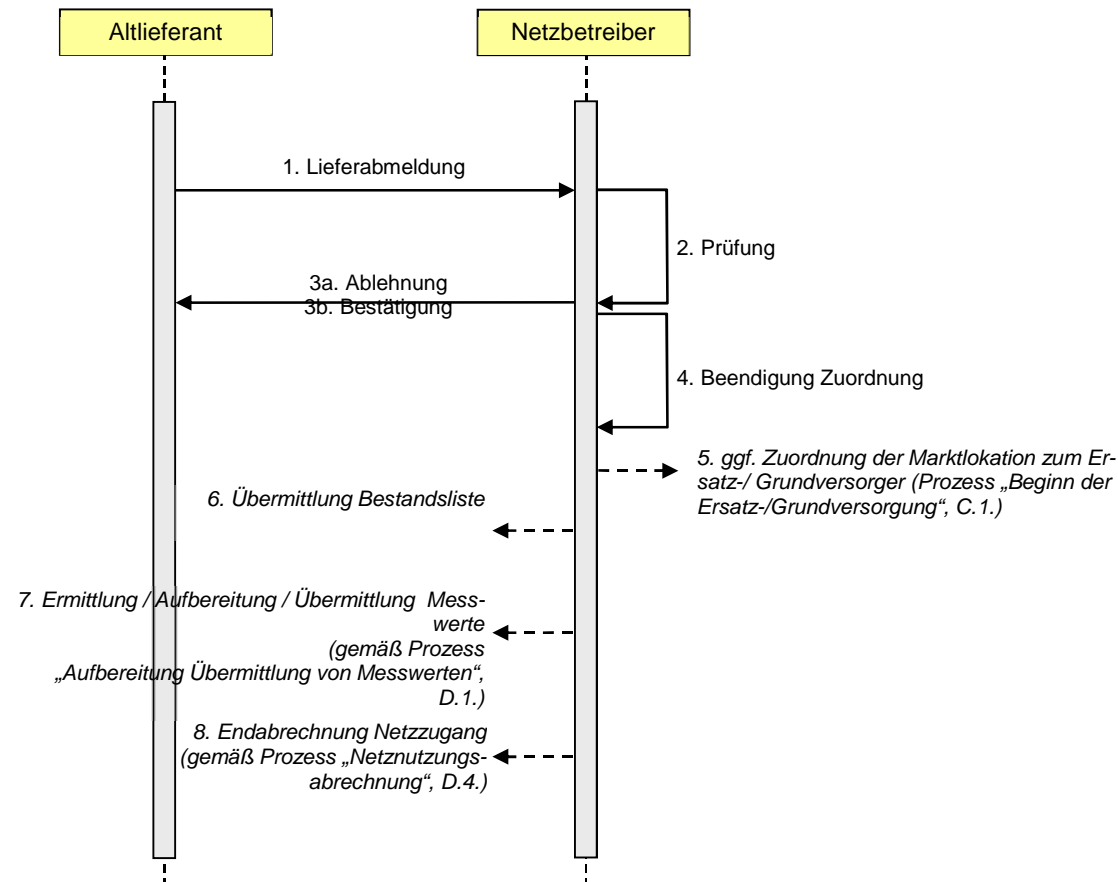 Altlieferant
Netzbetreiber
1. Lieferabmeldung
2. Prüfung
3a. Ablehnung
3b. Bestätigung
4. Beendigung Zuordnung
5. ggf. Zuordnung der Marktlokation zum Er-
satz-/ Grundversorger (Prozess „Beginn der
Ersatz-/Grundversorgung“, C.1.)
6. Übermittlung Bestandsliste
7. Ermittlung / Aufbereitung / Übermittlung Mess-
werte
(gemäß Prozess
„Aufbereitung Übermittlung von Messwerten“,
D.1.)
8. Endabrechnung Netzzugang
(gemäß Prozess „Netznutzungs-
abrechnung“, D.4.)